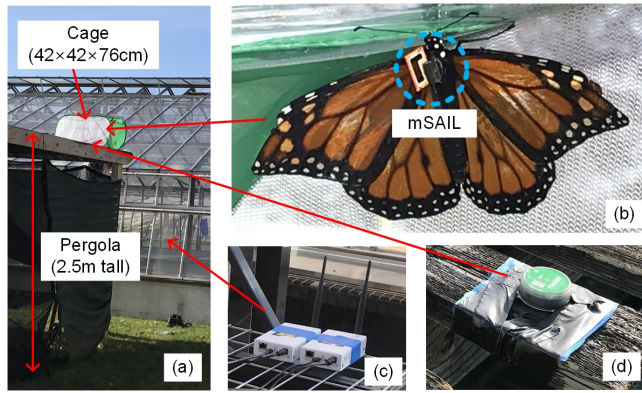 Cage
(42×42×76cm)
mSAIL
(b)
Pergola
(2.5m tall)
(a)
(c)
(d)